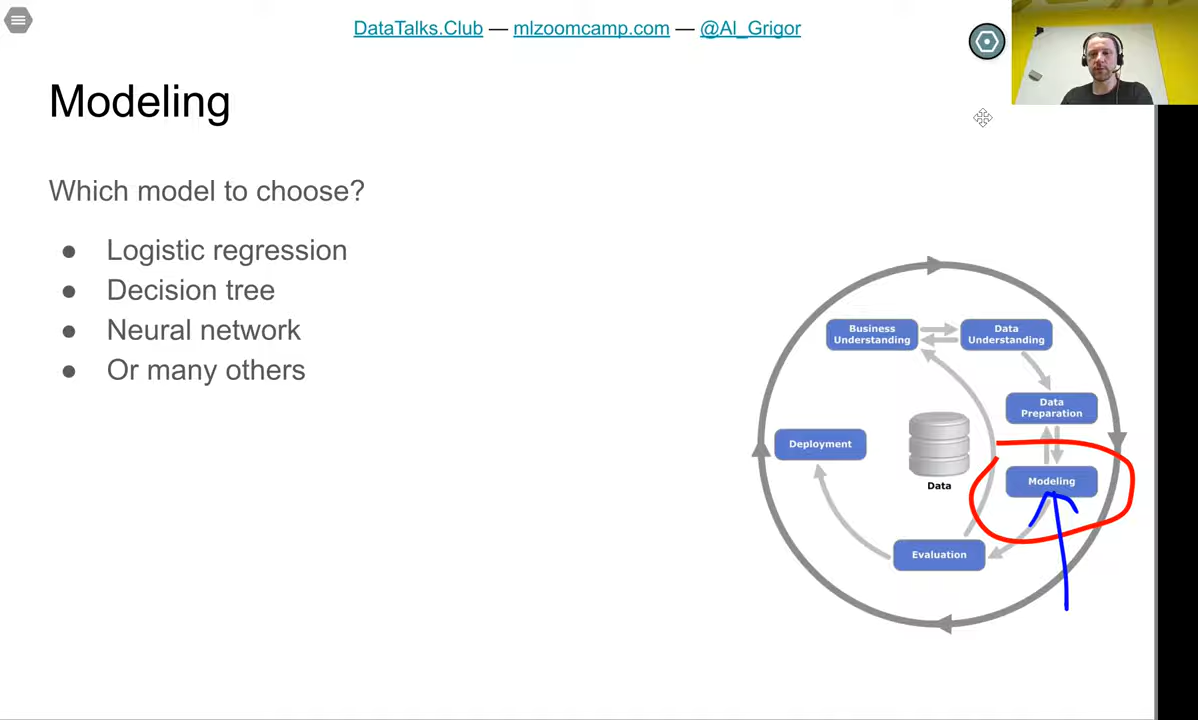 DataTalks.Club — mlzoomcamp.com — @Al_Grigor
Modeling
Which model to choose?
● Logistic regression
● Decision tree
● Neural network
● Or many others
Business
Understanding
Data
Understanding
Data
Preparation
Modeling
Evaluation
Deployment
Data